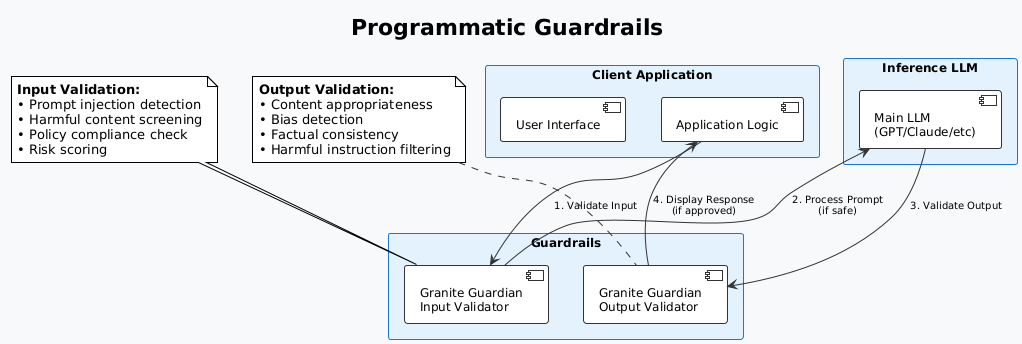 Programmatic Guardrails
Input Validation:
• Prompt injection detection
• Harmful content screening
• Policy compliance check
• Risk scoring
Output Validation:
• Content appropriateness
• Bias detection
• Factual consistency
• Harmful instruction filtering
Client Application
User Interface
Application Logic
Inference LLM
Main LLM
(GPT/Claude/etc)
1. Validate Input
4. Display Response
(if approved)
2. Process Prompt
(if safe)
3. Validate Output
Guardrails
Granite Guardian
Input Validator
Granite Guardian
Output Validator